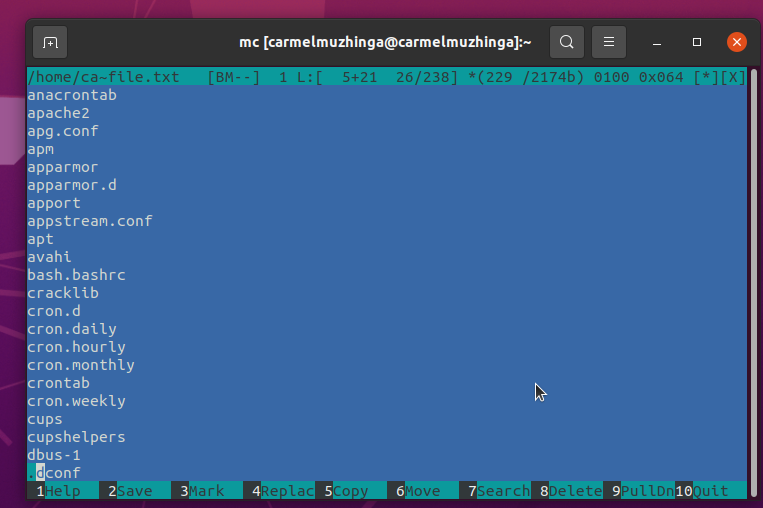 mc [carmelmuzhinga@carmelmuzhinga]:~
/home/ca~file.txt   [BM--]  1 L:[  5+21  26/238] *(229 /2174b) 0100 0x064 [*][X]
anacrontab
apache2
apg.conf
apm
apparmor
apparmor.d
apport
appstream.conf
apt
avahi
bash.bashrc
cracklib
cron.d
cron.daily
cron.hourly
cron.monthly
crontab
cron.weekly
cups
cupshelpers
dbus-1
.dconf
1Help 2Save 3Mark 4Replac 5Copy 6Move 7Search 8Delete 9PullDn 10Quit